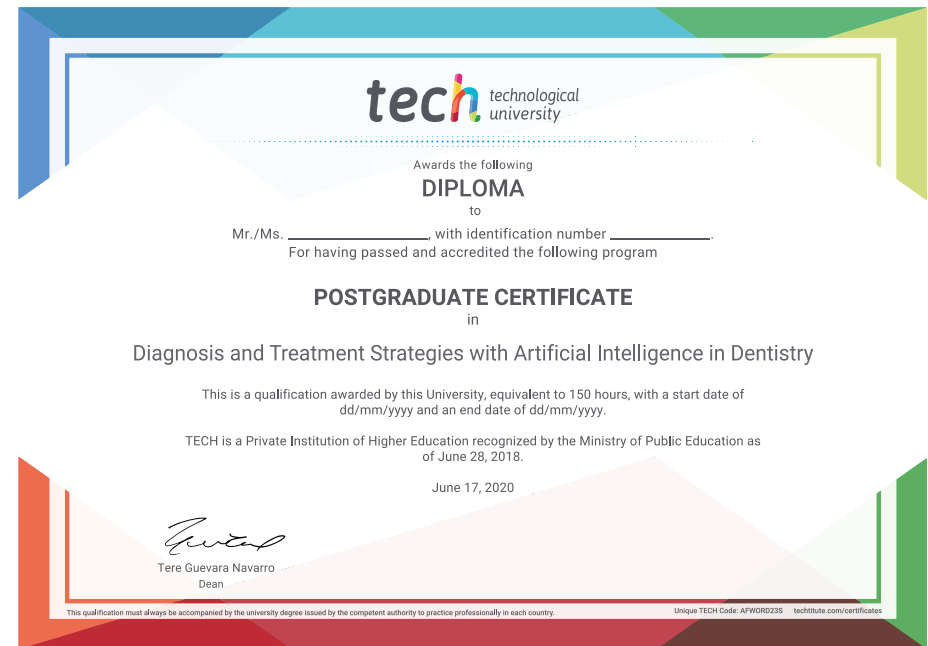 tech technological
university
Awards the following
DIPLOMA
to
Mr./Ms. ____________, with identification number ____________.
For having passed and accredited the following program
POSTGRADUATE CERTIFICATE
in
Diagnosis and Treatment Strategies with Artificial Intelligence in Dentistry
This is a qualification awarded by this University, equivalent to 150 hours, with a start date of
dd/mm/yyyy and an end date of dd/mm/yyyy.
TECH is a Private Institution of Higher Education recognized by the Ministry of Public Education as
of June 28, 2018.
June 17, 2020
Tere Guevara Navarro
Dean
This qualification must always be accompanied by the university degree issued by the competent authority to practice professionally in each country.
Unique TECH Code: AFWORD23S techtitute.com/certificates